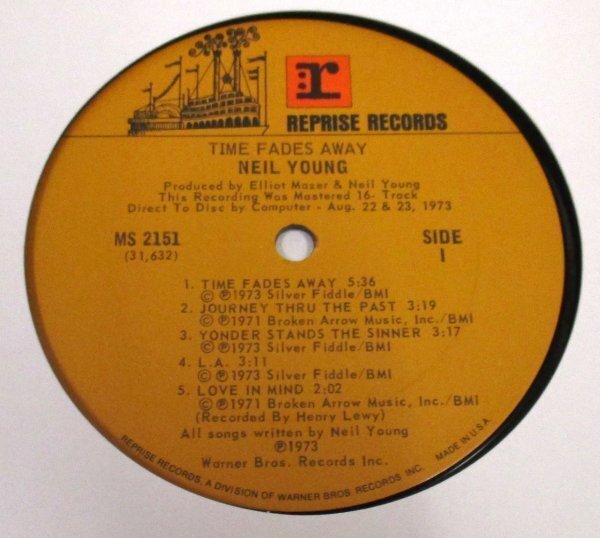 :r
REPRISE RECORDS
TIME FADES AWAY
NEIL YOUNG
Produced by Elliot Mazer & Neil Young
This Recording Was Mastered 16- Track
Direct To Disc by Computer - Aug. 22 & 23, 1973
MS 2151
(31,632)
SIDE
1
1. TIME FADES AWAY 5:36
©℗1973 Silver Fiddle/BMI
2. JOURNEY THRU THE PAST 3:19
©℗1971 Broken Arrow Music, Inc./BMI
3. YONDER STANDS THE SINNER 3:17
©℗1973 Silver Fiddle/BMI
4. L.A. 3:11
©℗1973 Silver Fiddle/BMI
5. LOVE IN MIND 2:02
©℗1971 Broken Arrow Music, Inc./BMI
(Recorded By Henry Lewy)
All songs written by Neil Young
℗1973
Warner Bros. Records Inc.
REPRISE RECORDS, A DIVISION OF WARNER BROS. RECORDS INC. MADE IN U.S.A.